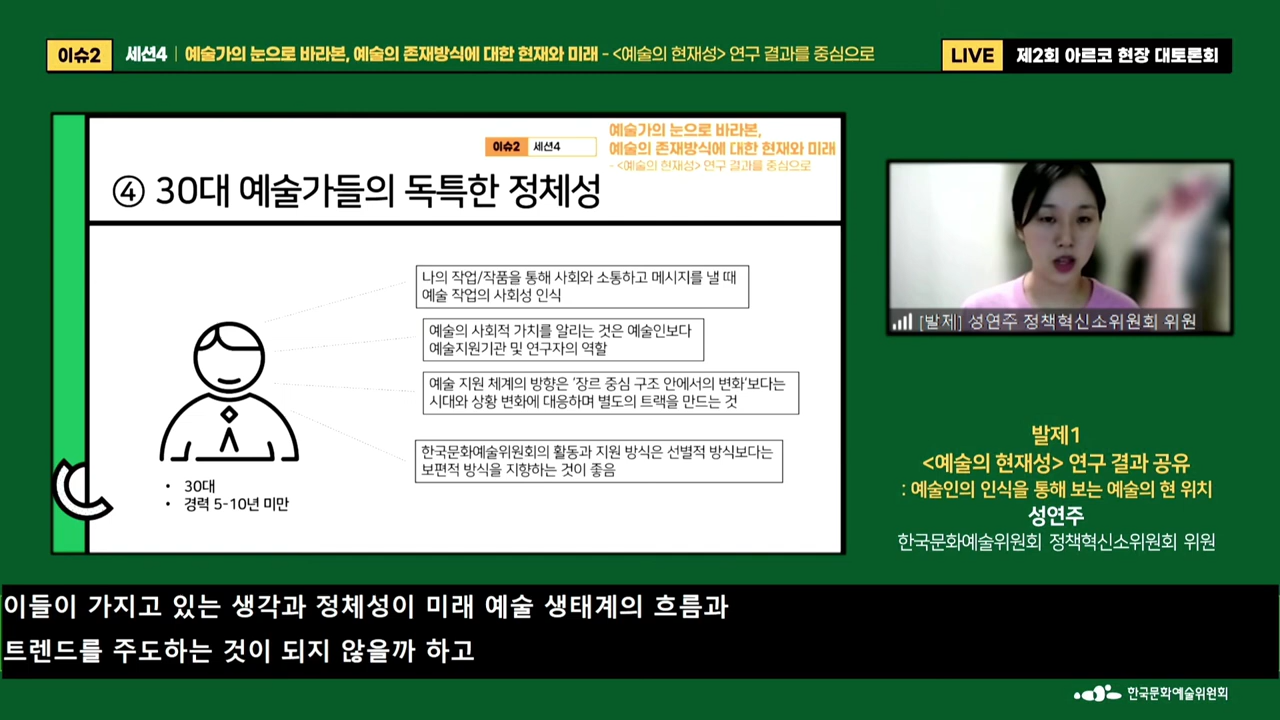 이슈2
세션4 | 예술가의 눈으로 바라본, 예술의 존재방식에 대한 현재와 미래 - <예술의 현재성> 연구 결과를 중심으로
LIVE 제2회 아르코 현장 대토론회
이슈2 세션4
예술가의 눈으로 바라본,
예술의 존재방식에 대한 현재와 미래
- <예술의 현재성> 연구 결과를 중심으로
④ 30대 예술가들의 독특한 정체성
나의 작업/작품을 통해 사회와 소통하고 메시지를 낼 때
예술 작업의 사회성 인식
예술의 사회적 가치를 알리는 것은 예술인보다
예술지원기관 및 연구자의 역할
예술 지원 체계의 방향은 '장르 중심 구조 안에서의 변화'보다는
시대와 상황 변화에 대응하며 별도의 트랙을 만드는 것
한국문화예술위원회의 활동과 지원 방식은 선별적 방식보다는
보편적 방식을 지향하는 것이 좋음
• 30대
• 경력 5-10년 미만
[발제] 성연주 정책혁신소위원회 위원
발제1
<예술의 현재성> 연구 결과 공유
: 예술인의 인식을 통해 보는 예술의 현 위치
성연주
한국문화예술위원회 정책혁신소위원회 위원
이들이 가지고 있는 생각과 정체성이 미래 예술 생태계의 흐름과
트렌드를 주도하는 것이 되지 않을까 하고
한국문화예술위원회